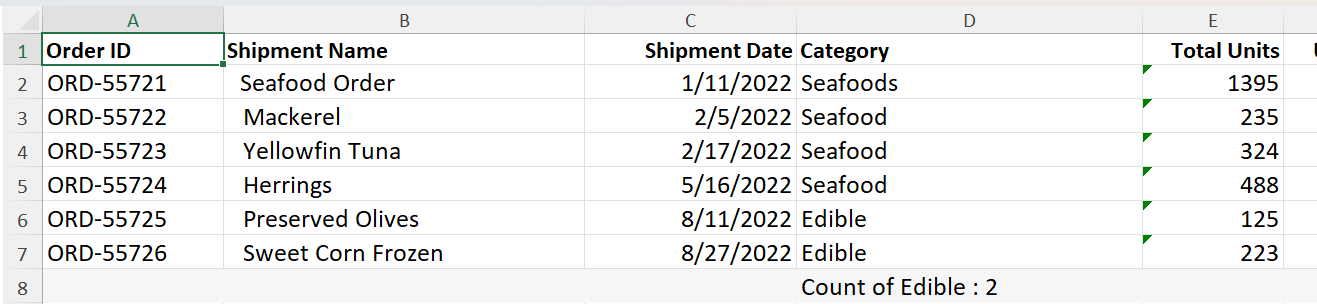 A B C D E
1 Order ID Shipment Name Shipment Date Category Total Units
2 ORD-55721 Seafood Order 1/11/2022 Seafoods 1395
3 ORD-55722 Mackerel 2/5/2022 Seafood 235
4 ORD-55723 Yellowfin Tuna 2/17/2022 Seafood 324
5 ORD-55724 Herrings 5/16/2022 Seafood 488
6 ORD-55725 Preserved Olives 8/11/2022 Edible 125
7 ORD-55726 Sweet Corn Frozen 8/27/2022 Edible 223
8 Count of Edible : 2